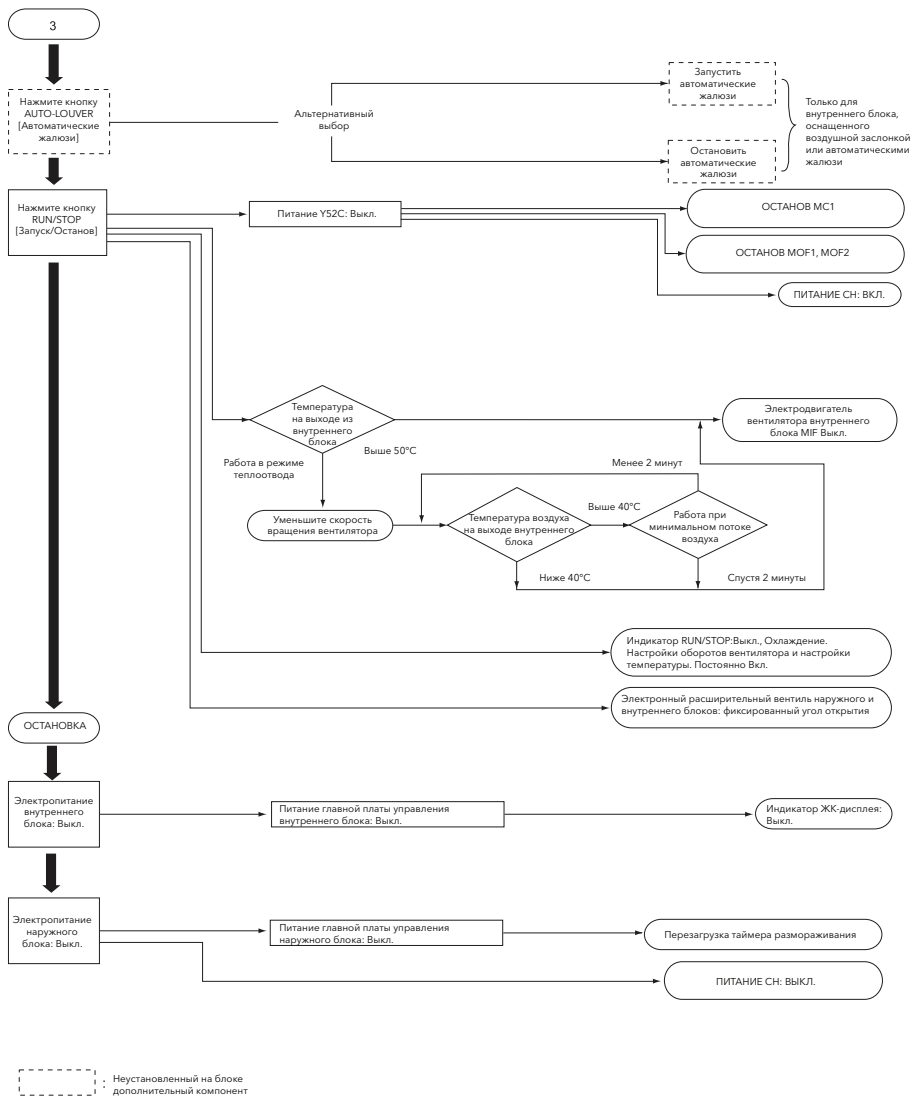 3
Нажмите кнопку
AUTO-LOUVER
[Автоматические
жалюзи]
Альтернативный
выбор
Запустить
автоматические
жалюзи
Остановить
автоматические
жалюзи
Только для
внутреннего блока,
оснащенного
воздушной заслонкой
или автоматическими
жалюзи
Нажмите кнопку
RUN/STOP
[Запуск/Останов]
Питание Y52C: Выкл.
ОСТАНОВ MC1
ОСТАНОВ MOF1, MOF2
ПИТАНИЕ CH: ВКЛ.
Температура
на выходе из
внутреннего
блока
Выше 50°C
Работа в режиме
теплоотвода
Электродвигатель
вентилятора внутреннего
блока MIF Выкл.
Менее 2 минут
Уменьшите скорость
вращения вентилятора
Температура воздуха
на выходе внутреннего
блока
Выше 40°C
Работа при
минимальном потоке
воздуха
Ниже 40°C
Спустя 2 минуты
Индикатор RUN/STOP:Выкл., Охлаждение.
Настройки оборотов вентилятора и настройки
температуры. Постоянно Вкл.
Электронный расширительный вентиль наружного и
внутреннего блоков: фиксированный угол открытия
ОСТАНОВКА
Электропитание
внутреннего
блока: Выкл.
Питание главной платы управления
внутреннего блока: Выкл.
Индикатор ЖК-дисплея:
Выкл.
Электропитание
наружного
блока: Выкл.
Питание главной платы управления
наружного блока: Выкл.
Перезагрузка таймера размораживания
ПИТАНИЕ CH: ВЫКЛ.
: Неустановленный на блоке
дополнительный компонент